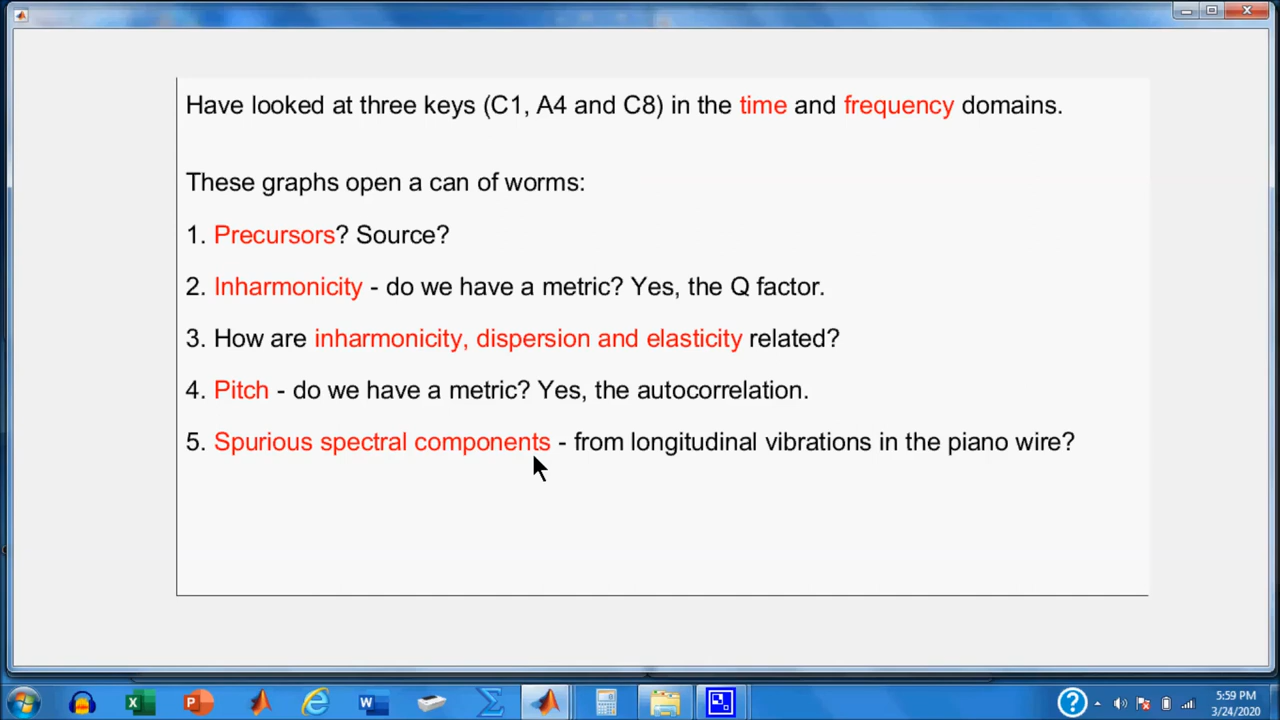 Have looked at three keys (C1, A4 and C8) in the time and frequency domains.
These graphs open a can of worms:
1. Precursors? Source?
2. Inharmonicity - do we have a metric? Yes, the Q factor.
3. How are inharmonicity, dispersion and elasticity related?
4. Pitch - do we have a metric? Yes, the autocorrelation.
5. Spurious spectral components - from longitudinal vibrations in the piano wire?
5:59 PM
3/24/2020